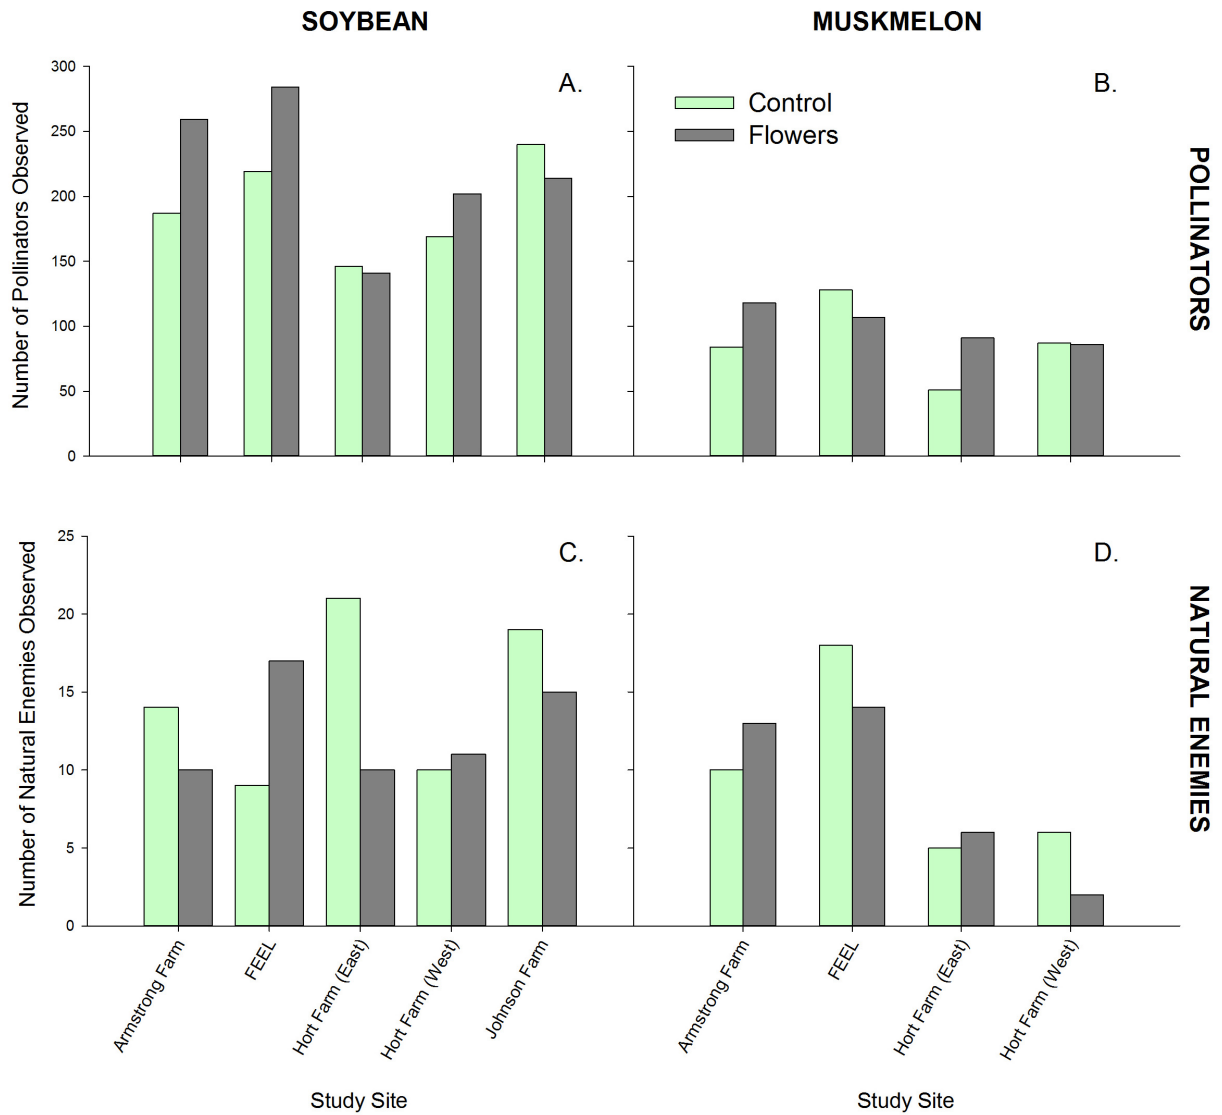 SOYBEAN
MUSKMELON
A.
B.
Control
Flowers
300
250
200
150
100
50
0
Number of Pollinators Observed
POLLINATORS
C.
D.
25
20
15
10
5
0
Number of Natural Enemies Observed
NATURAL ENEMIES
Armstrong Farm
FEEL
Hort Farm (East)
Hort Farm (West)
Johnson Farm
Armstrong Farm
FEEL
Hort Farm (East)
Hort Farm (West)
Study Site
Study Site